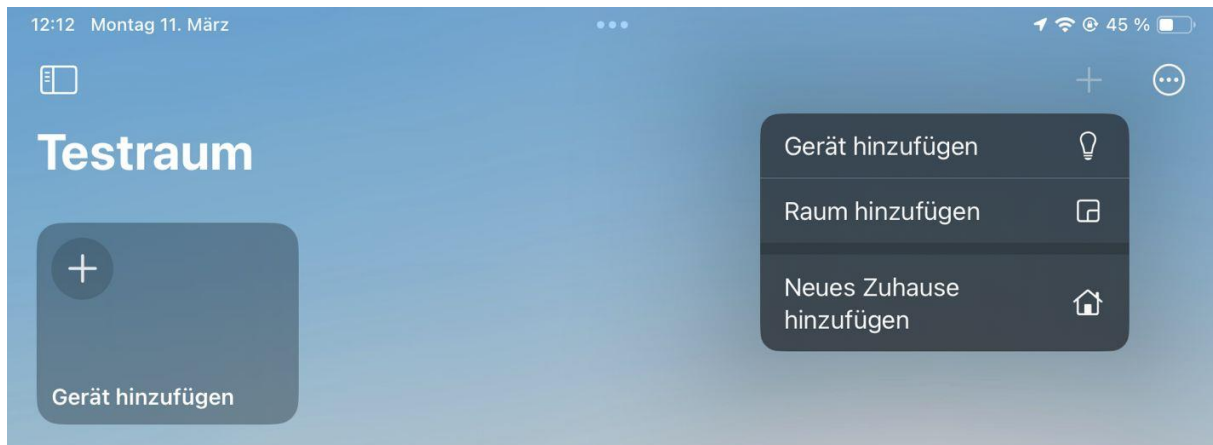 12:12 Montag 11. März 45 %
Testraum
Gerät hinzufügen
Raum hinzufügen
Neues Zuhause
hinzufügen
Gerät hinzufügen